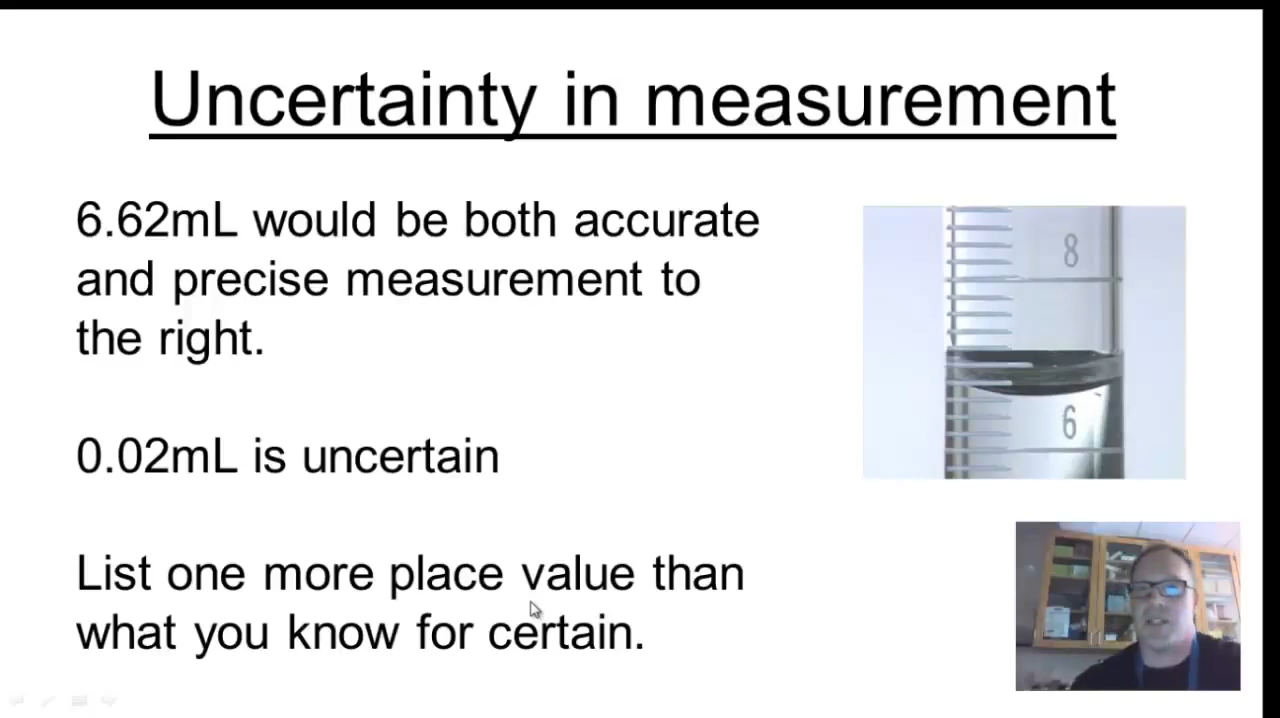 Uncertainty in measurement
6.62mL would be both accurate
and precise measurement to
the right.
8
6
0.02mL is uncertain
List one more place value than
what you know for certain.